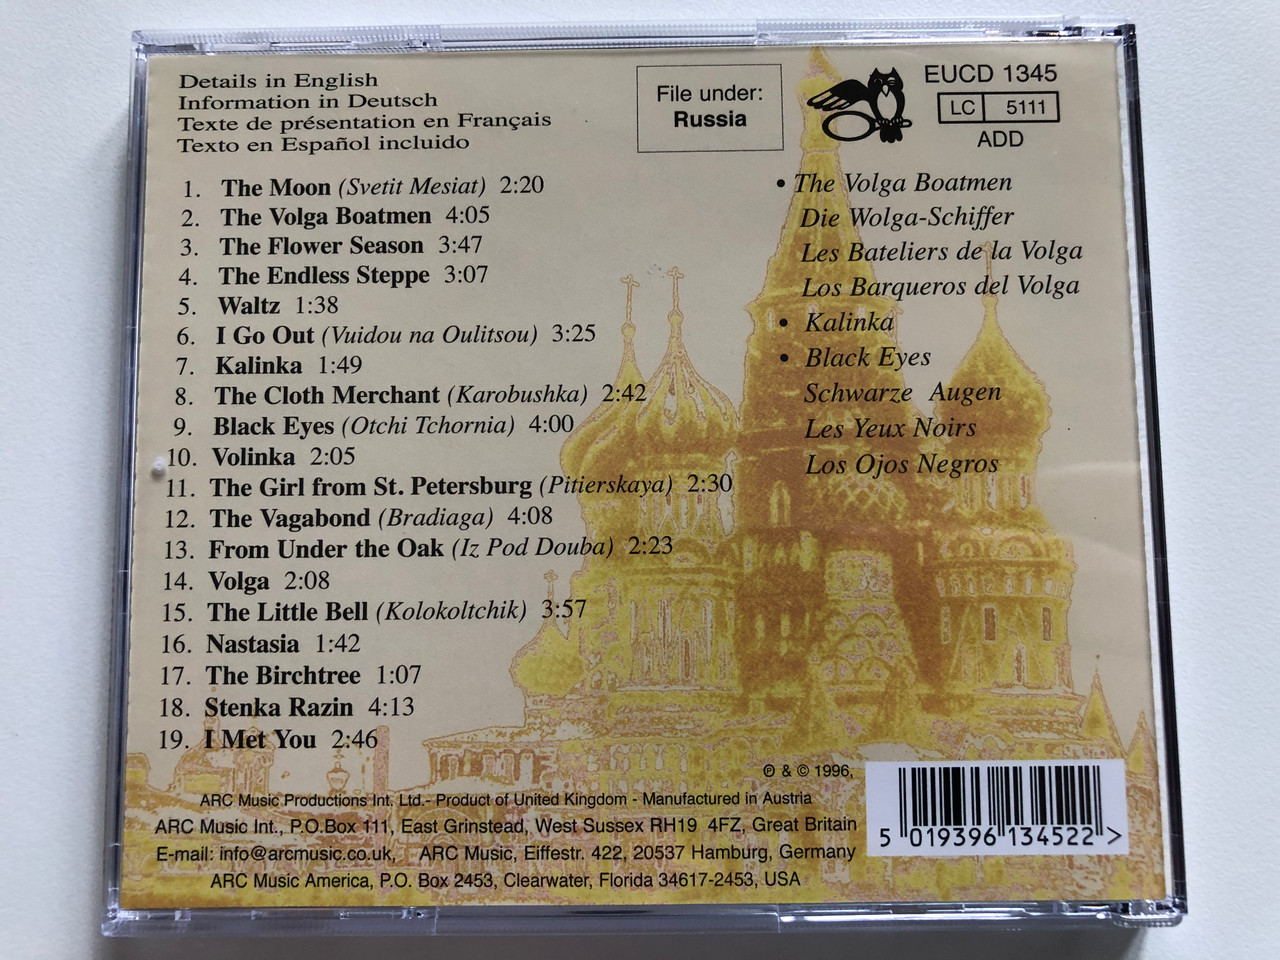 Details in English
Information in Deutsch
Texte de présentation en Français
Texto en Español incluido
File under:
Russia
EUCD 1345
LC 5111
ADD
1. The Moon (Svetit Mesiat) 2:20
2. The Volga Boatmen 4:05
3. The Flower Season 3:47
4. The Endless Steppe 3:07
5. Waltz 1:38
6. I Go Out (Vuidou na Oulitsou) 3:25
7. Kalinka 1:49
8. The Cloth Merchant (Karobushka) 2:42
9. Black Eyes (Otchi Tchornia) 4:00
10. Volinka 2:05
11. The Girl from St. Petersburg (Pitierskaya) 2:30
12. The Vagabond (Bradiaga) 4:08
13. From Under the Oak (Iz Pod Douba) 2:23
14. Volga 2:08
15. The Little Bell (Kolokoltchik) 3:57
16. Nastasia 1:42
17. The Birchtree 1:07
18. Stenka Razin 4:13
19. I Met You 2:46
• The Volga Boatmen
Die Wolga-Schiffer
Les Bateliers de la Volga
Los Barqueros del Volga
• Kalinka
• Black Eyes
Schwarze Augen
Les Yeux Noirs
Los Ojos Negros
℗ & © 1996,
ARC Music Productions Int. Ltd.- Product of United Kingdom - Manufactured in Austria
ARC Music Int., P.O.Box 111, East Grinstead, West Sussex RH19 4FZ, Great Britain
E-mail: info@arcmusic.co.uk, ARC Music, Eiffestr. 422, 20537 Hamburg, Germany
ARC Music America, P.O. Box 2453, Clearwater, Florida 34617-2453, USA
5 019396 134522 >